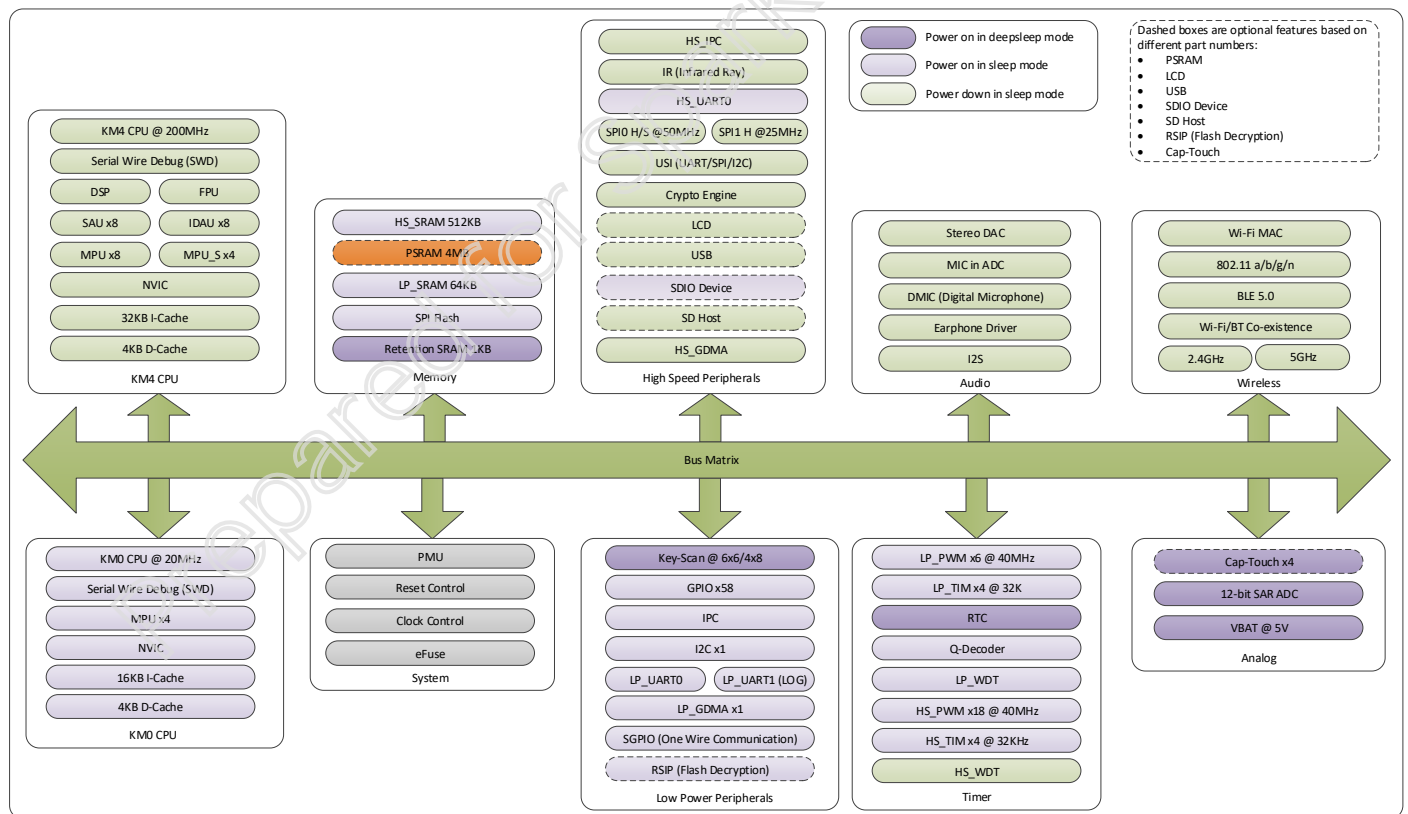 HS_IPC
IR (Infrared Ray)
HS_UART0
SPI0 H/S @50MHz
SPI1 H @25MHz
USI (UART/SPI/I2C)
Crypto Engine
LCD
USB
SDIO Device
SD Host
HS_GDMA
High Speed Peripherals
Power on in deepsleep mode
Power on in sleep mode
Power down in sleep mode
Dashed boxes are optional features based on
different part numbers:
• PSRAM
• LCD
• USB
• SDIO Device
• SD Host
• RSIP (Flash Decryption)
• Cap-Touch
KM4 CPU @ 200MHz
Serial Wire Debug (SWD)
DSP
FPU
SAU x8
IDAU x8
MPU x8
MPU_S x4
NVIC
32KB I-Cache
4KB D-Cache
KM4 CPU
HS_SRAM 512KB
PSRAM 4MB
LP_SRAM 64KB
SPI Flash
Retention SRAM 1KB
Memory
Stereo DAC
MIC in ADC
DMIC (Digital Microphone)
Earphone Driver
I2S
Audio
Wi-Fi MAC
802.11 a/b/g/n
BLE 5.0
Wi-Fi/BT Co-existence
2.4GHz
5GHz
Wireless
Bus Matrix
KM0 CPU @ 20MHz
Serial Wire Debug (SWD)
MPU x4
NVIC
16KB I-Cache
4KB D-Cache
KM0 CPU
PMU
Reset Control
Clock Control
eFuse
System
Key-Scan @ 6x6/4x8
GPIO x58
IPC
I2C x1
LP_UART0
LP_UART1 (LOG)
LP_GDMA x1
SGPIO (One Wire Communication)
RSIP (Flash Decryption)
Low Power Peripherals
LP_PWM x6 @ 40MHz
LP_TIM x4 @ 32K
RTC
Q-Decoder
LP_WDT
HS_PWM x18 @ 40MHz
HS_TIM x4 @ 32KHz
HS_WDT
Timer
Cap-Touch x4
12-bit SAR ADC
VBAT @ 5V
Analog
Prepared for